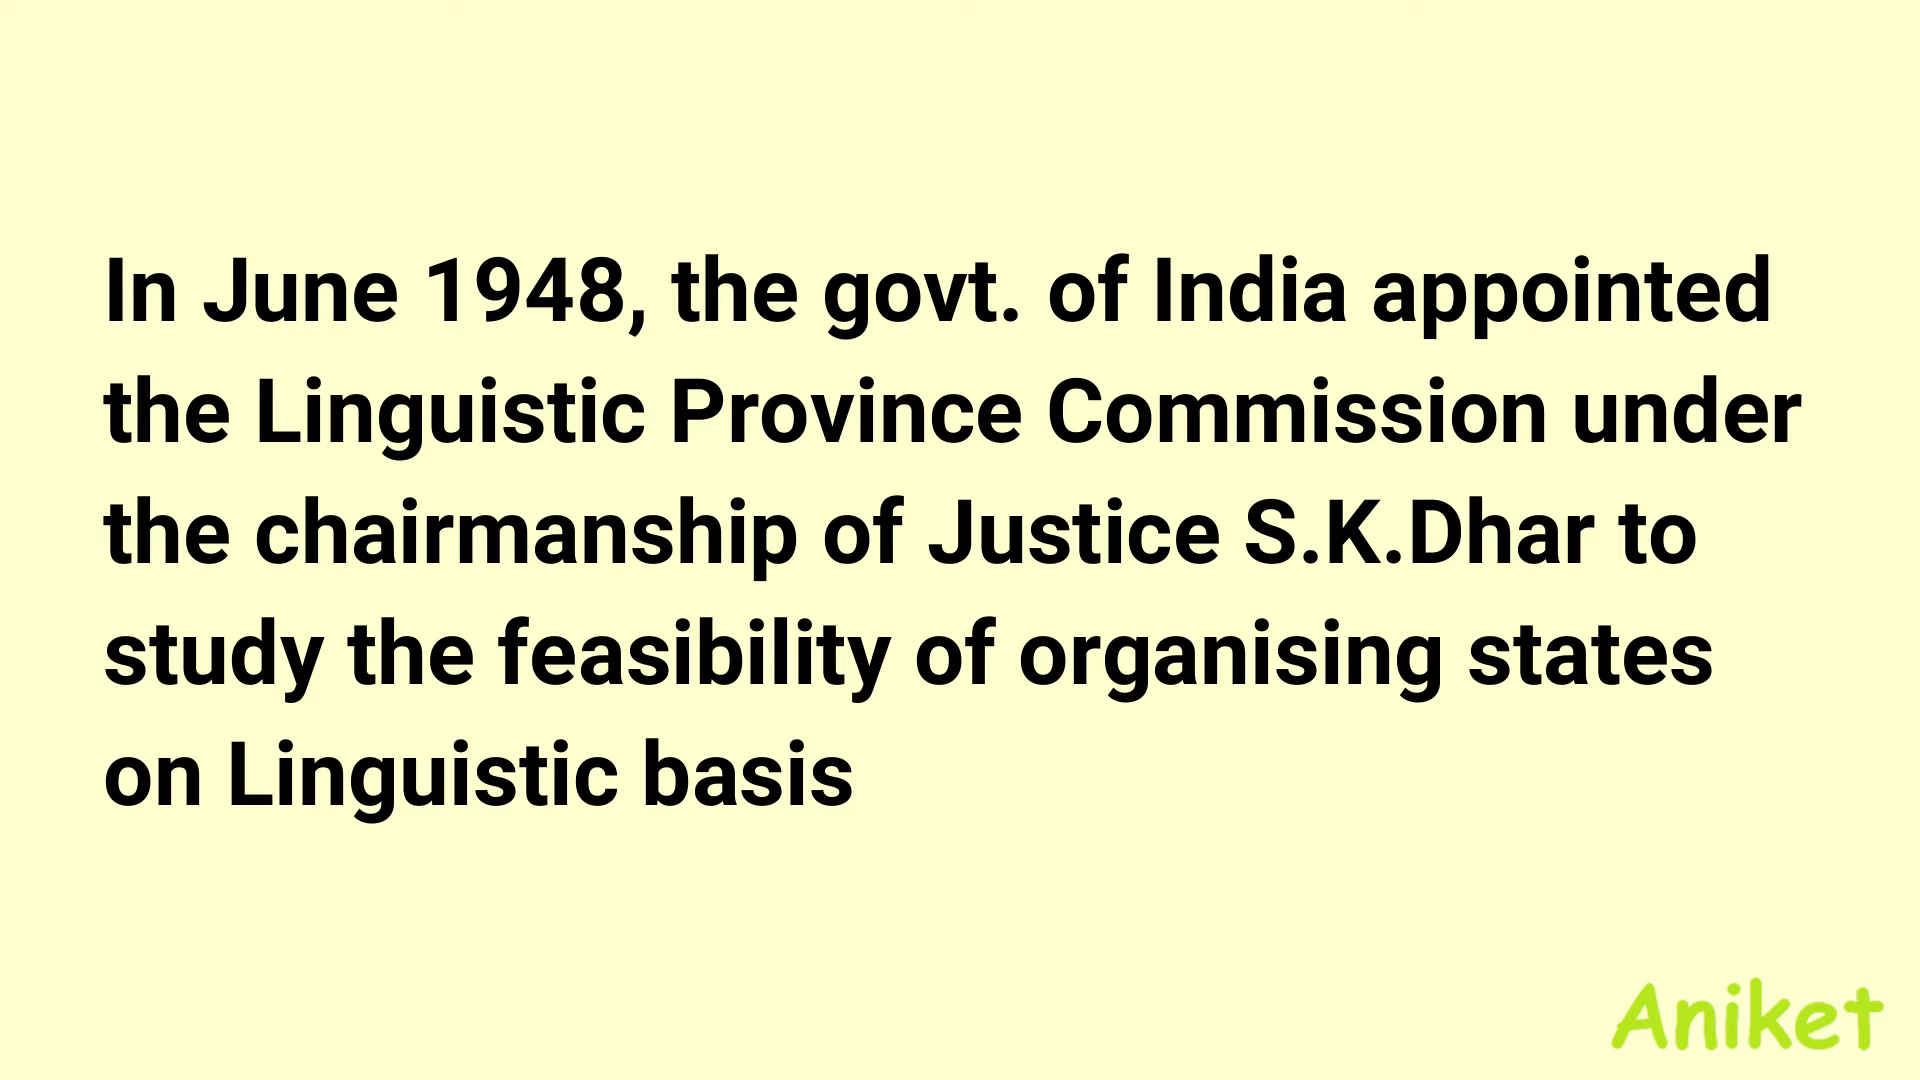 In June 1948, the govt. of India appointed
the Linguistic Province Commission under
the chairmanship of Justice S.K.Dhar to
study the feasibility of organising states
on Linguistic basis
Aniket